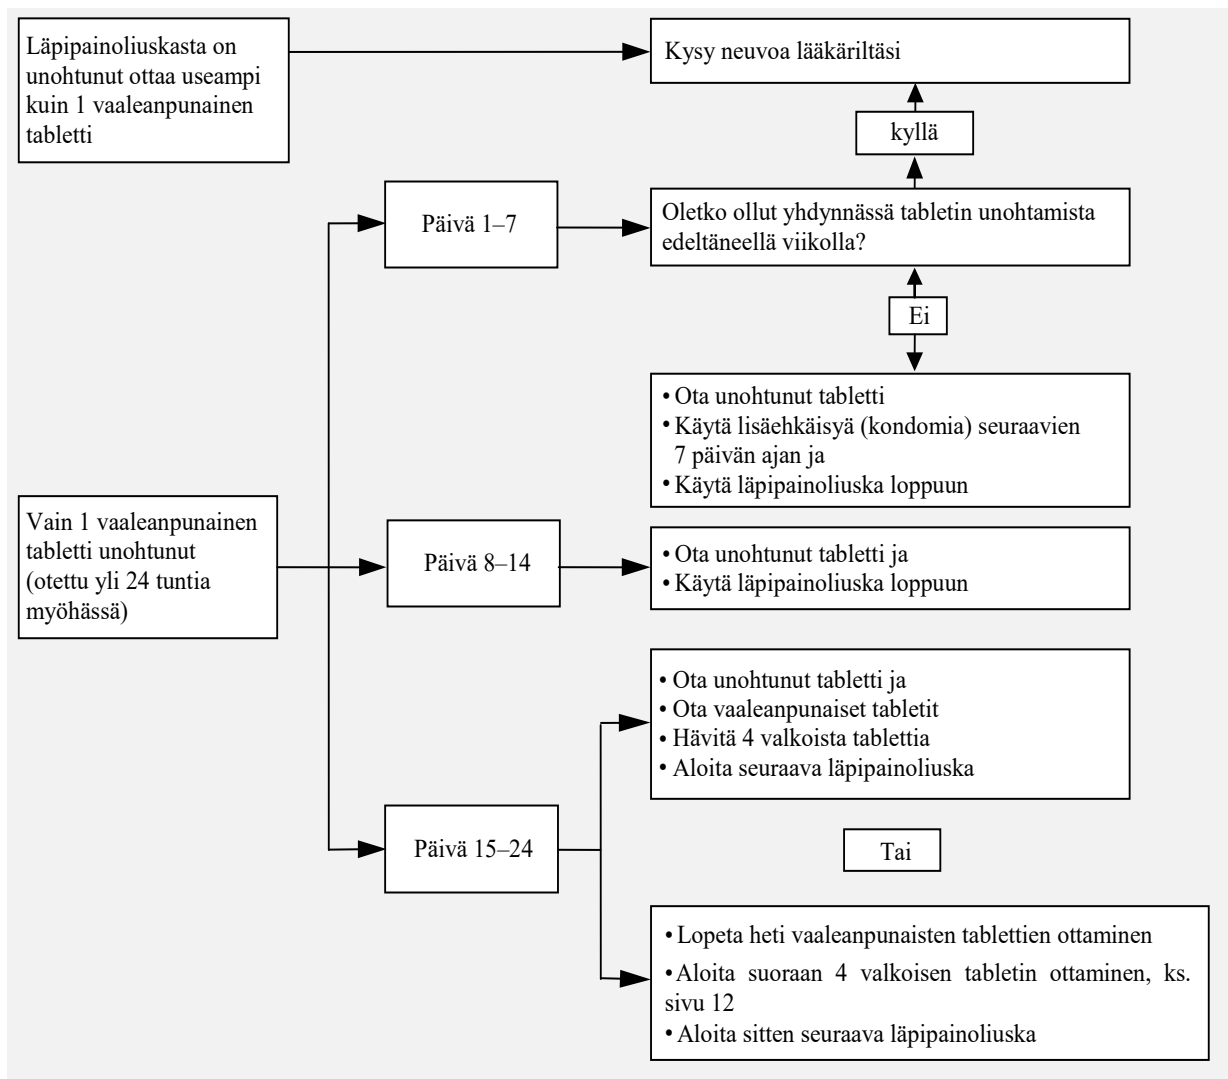 Läpipainoliuskasta on
unohtunut ottaa useampi
kuin 1 vaaleanpunainen
tabletti
Kysy neuvoa lääkäriltäsi
kyllä
Päivä 1–7
Oletko ollut yhdynnässä tabletin unohtamista
edeltäneellä viikolla?
Ei
• Ota unohtunut tabletti
• Käytä lisäehkäisyä (kondomia) seuraavien
7 päivän ajan ja
• Käytä läpipainoliuska loppuun
Vain 1 vaaleanpunainen
tabletti unohtunut
(otettu yli 24 tuntia
myöhässä)
Päivä 8–14
• Ota unohtunut tabletti ja
• Käytä läpipainoliuska loppuun
• Ota unohtunut tabletti ja
• Ota vaaleanpunaiset tabletit
• Hävitä 4 valkoista tablettia
• Aloita seuraava läpipainoliuska
Päivä 15–24
Tai
• Lopeta heti vaaleanpunaisten tablettien ottaminen
• Aloita suoraan 4 valkoisen tabletin ottaminen, ks.
sivu 12
• Aloita sitten seuraava läpipainoliuska